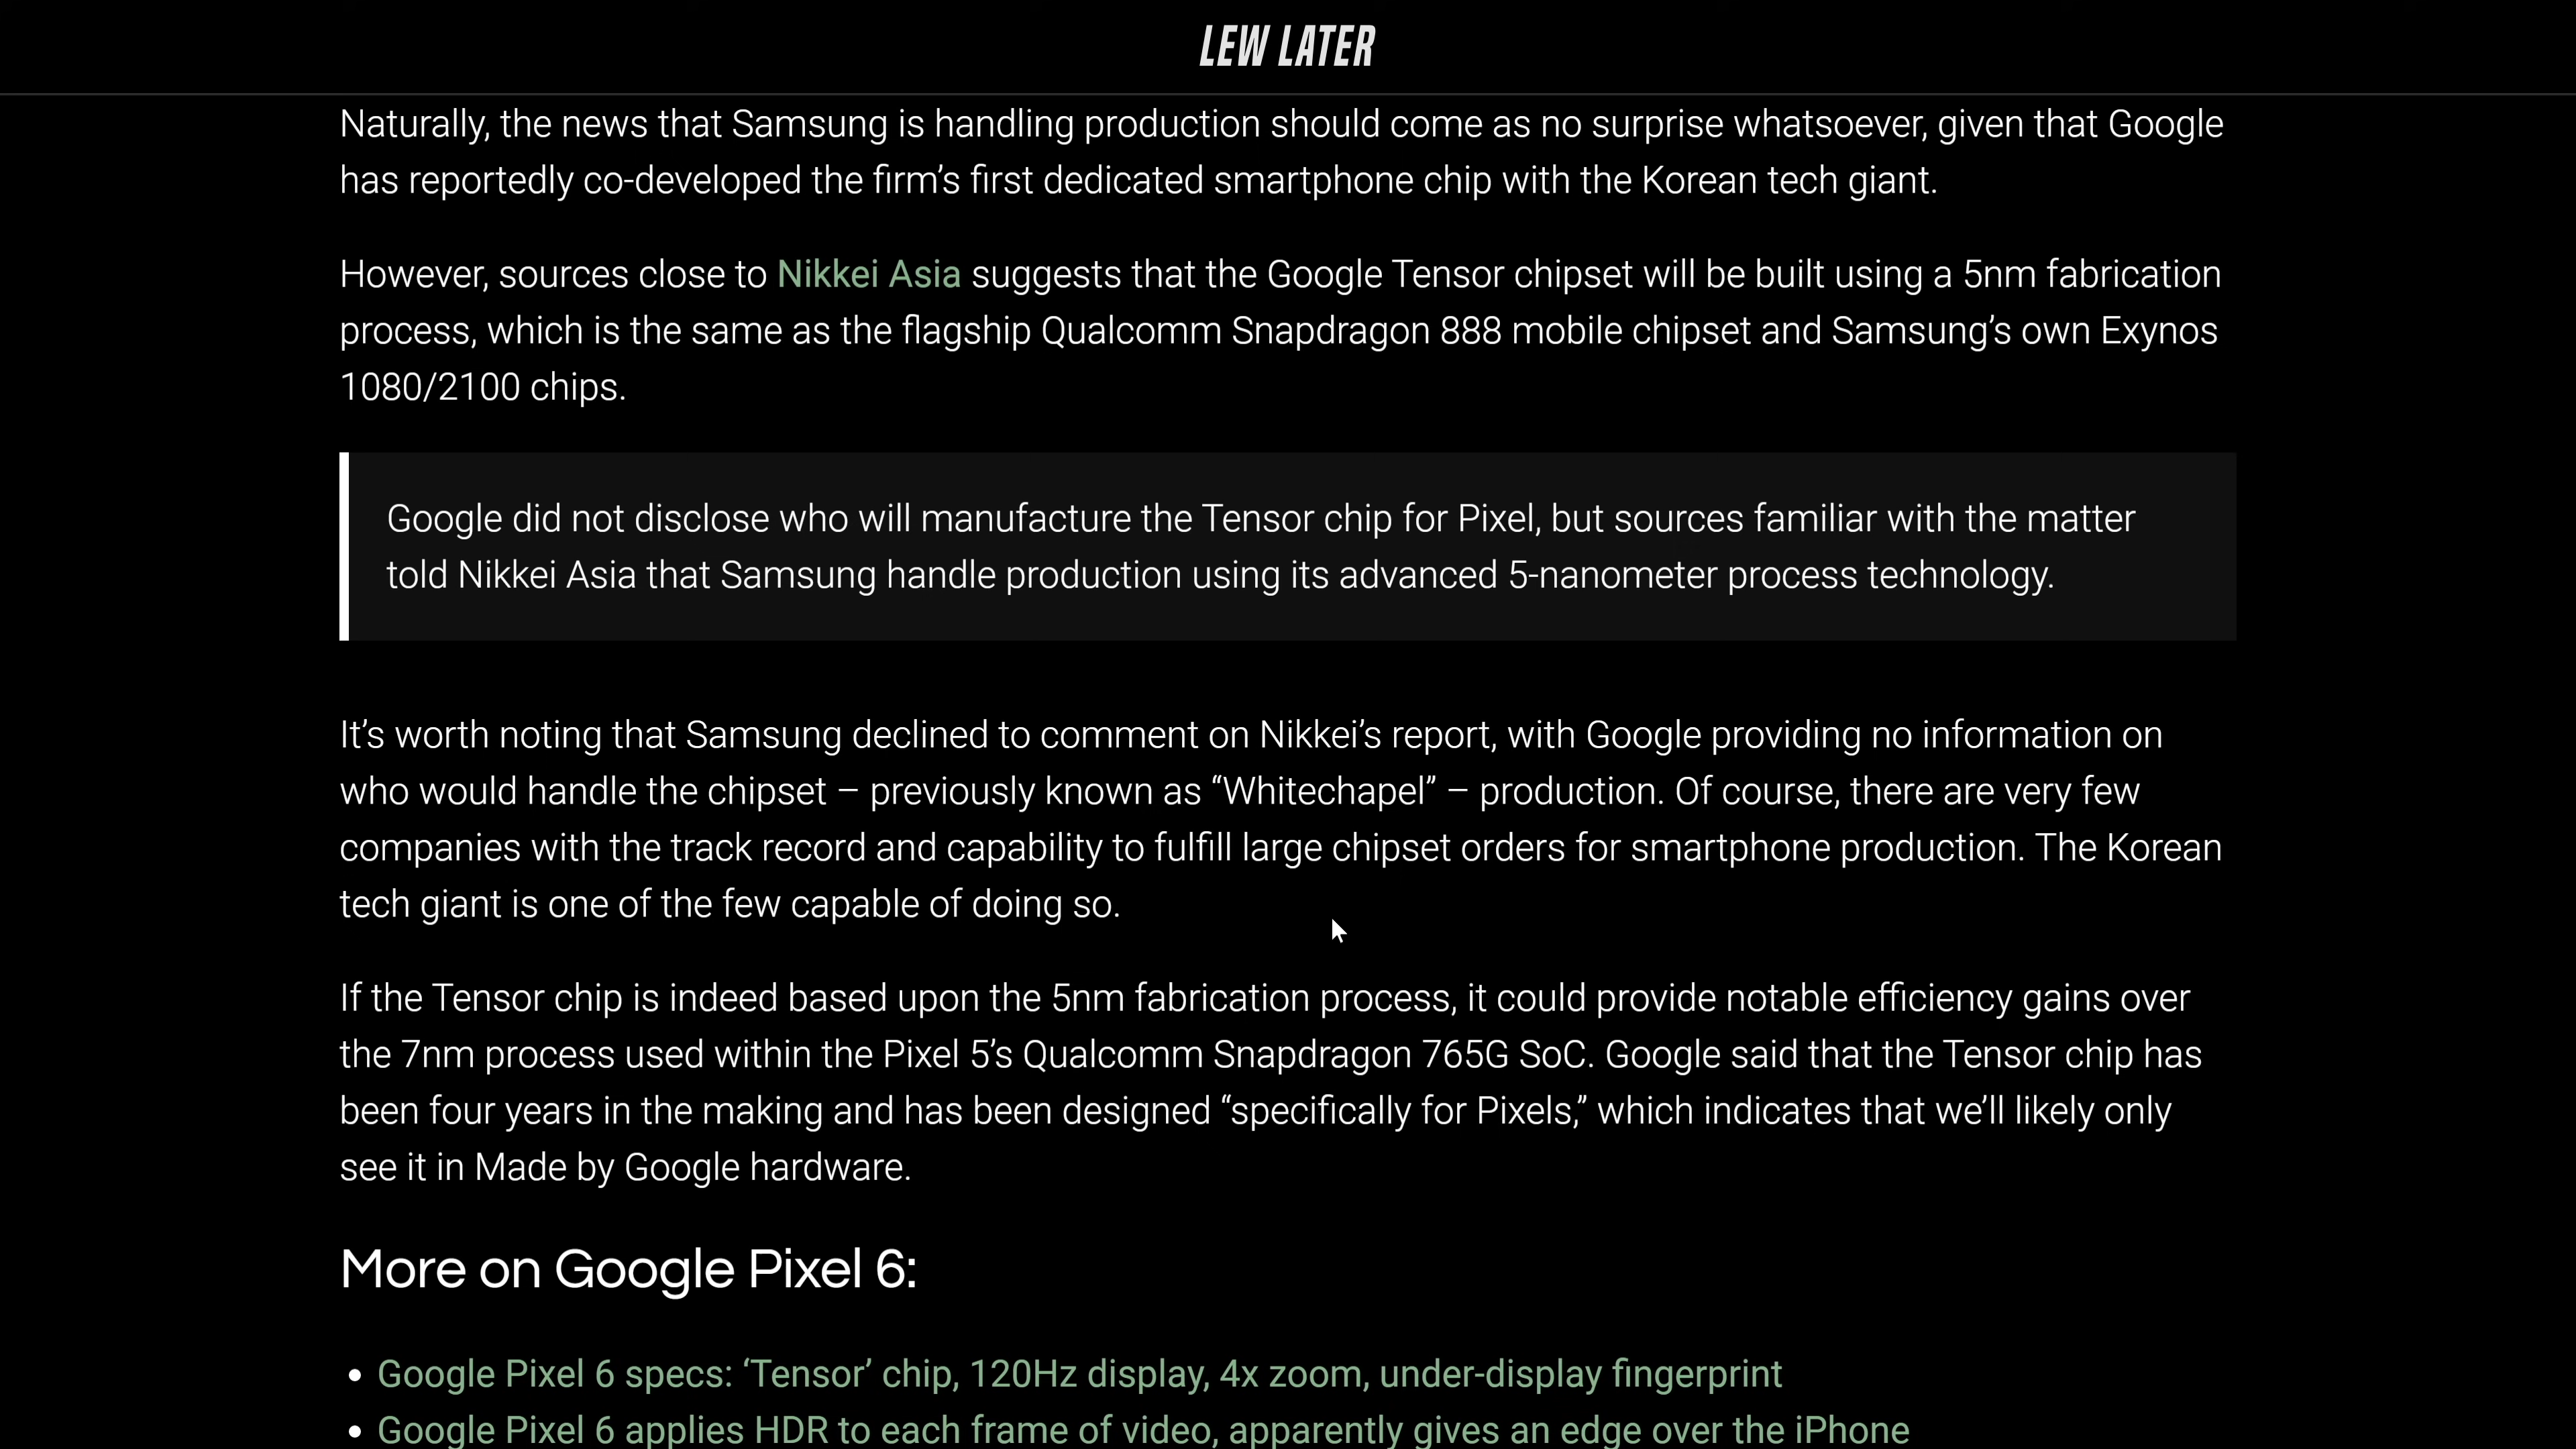 LEW LATER
Naturally, the news that Samsung is handling production should come as no surprise whatsoever, given that Google
has reportedly co-developed the firm’s first dedicated smartphone chip with the Korean tech giant.
However, sources close to Nikkei Asia suggests that the Google Tensor chipset will be built using a 5nm fabrication
process, which is the same as the flagship Qualcomm Snapdragon 888 mobile chipset and Samsung’s own Exynos
1080/2100 chips.
Google did not disclose who will manufacture the Tensor chip for Pixel, but sources familiar with the matter
told Nikkei Asia that Samsung handle production using its advanced 5-nanometer process technology.
It’s worth noting that Samsung declined to comment on Nikkei’s report, with Google providing no information on
who would handle the chipset – previously known as “Whitechapel” – production. Of course, there are very few
companies with the track record and capability to fulfill large chipset orders for smartphone production. The Korean
tech giant is one of the few capable of doing so.
If the Tensor chip is indeed based upon the 5nm fabrication process, it could provide notable efficiency gains over
the 7nm process used within the Pixel 5’s Qualcomm Snapdragon 765G SoC. Google said that the Tensor chip has
been four years in the making and has been designed “specifically for Pixels,” which indicates that we’ll likely only
see it in Made by Google hardware.
More on Google Pixel 6:
• Google Pixel 6 specs: ‘Tensor’ chip, 120Hz display, 4x zoom, under-display fingerprint
• Google Pixel 6 applies HDR to each frame of video, apparently gives an edge over the iPhone